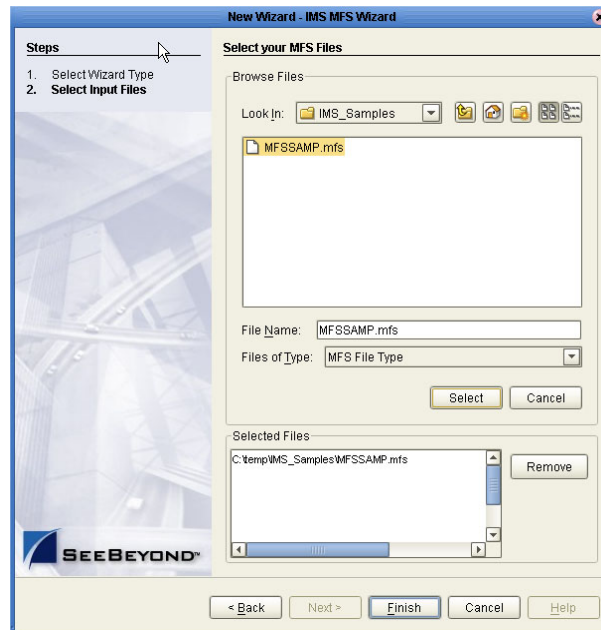 New Wizard - IMS MFS Wizard
Steps
1. Select Wizard Type
2. Select Input Files
Select your MFS Files
Browse Files
Look In: IMS_Samples
MFSSAMP.mfs
File Name: MFSSAMP.mfs
Files of Type: MFS File Type
Select Cancel
Selected Files
C:\temp\IMS_Samples\MFSSAMP.mfs
Remove
SEEBEYOND™
< Back Next > Finish Cancel Help